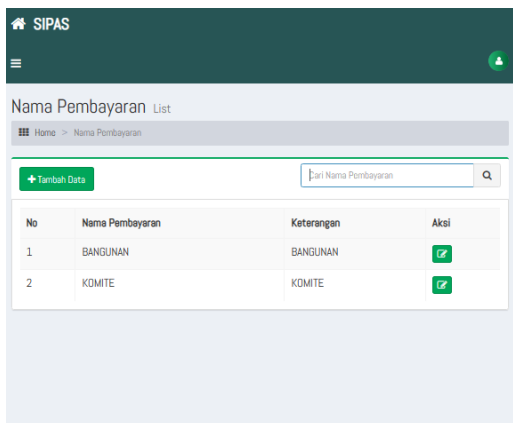 SIPAS
Nama Pembayaran List
Home > Nama Pembayaran
Tambah Data
Cari Nama Pembayaran
No Nama Pembayaran Keterangan Aksi
1 BANGUNAN BANGUNAN
2 KOMITE KOMITE